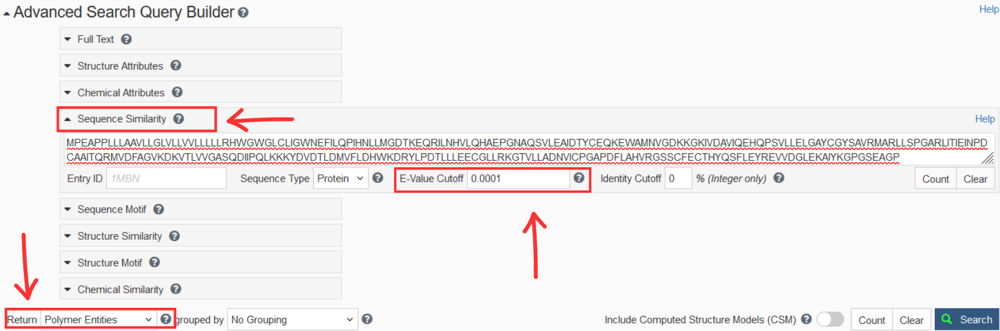 Advanced Search Query Builder ? Help
Full Text ?
Structure Attributes ?
Chemical Attributes ?
Sequence Similarity ? Help
MPEAPPLLLAAVLLGLVLLVVLLLLLRHWGWGLCLIGWNEFILQPIHNLLMGDTKEQRILNHVLQHAEPGNAQSVLEAIDTYCEQKEWAMNVGDKKGKIVDAVIQEHQPSVLLELGAYCGYSAVRMARLLSPGARLITIEINPD
CAAITQRMVDFAGVKDKVTLVVGASQDIIPQLKKKYDVDTLDMVFLDHWKDRYLPDTLLLEECGLLRKGTVLLADNVICPGAPDFLAHVRGSSCFECTHYQSFLEYREVVDGLEKAIYKGPGSEAGP
Entry ID 1MBN Sequence Type Protein ? E-Value Cutoff 0.0001 ? Identity Cutoff 0 % (Integer only) ? Count Clear
Sequence Motif ?
Structure Similarity ?
Structure Motif ?
Chemical Similarity ?
Return Polymer Entities ? grouped by No Grouping ? Include Computed Structure Models (CSM) ? Count Clear Search